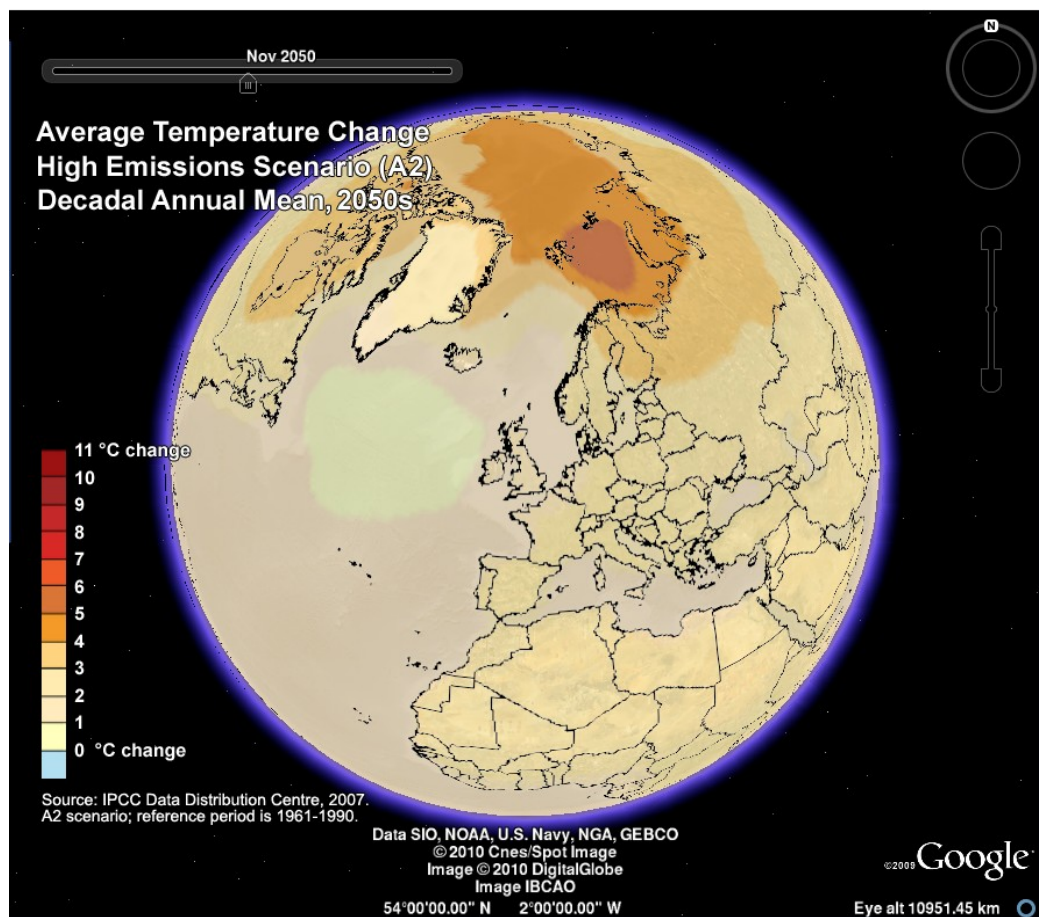 N
Nov 2050
Average Temperature Change
High Emissions Scenario (A2)
Decadal Annual Mean, 2050s
11 °C change
10
9
8
7
6
5
4
3
2
1
0 °C change
Source: IPCC Data Distribution Centre, 2007.
A2 scenario; reference period is 1961-1990.
Data SIO, NOAA, U.S. Navy, NGA, GEBCO
© 2010 Cnes/Spot Image
Image © 2010 DigitalGlobe
Image IBCAO
©2009 Google
54°00'00.00" N 2°00'00.00" W
Eye alt 10951.45 km